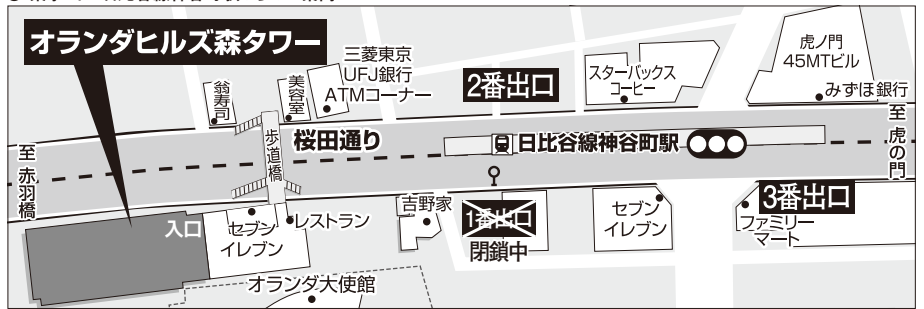 オランダヒルズ森タワー
三菱東京
UFJ銀行
ATMコーナー
翁寿司
美容室
2番出口
スターバックス
コーヒー
虎ノ門
45MTビル
みずほ銀行
至 虎の門
桜田通り
日比谷線神谷町駅
歩道橋
至 赤羽橋
入口
セブン
イレブン
レストラン
吉野家
1番出口
閉鎖中
セブン
イレブン
3番出口
ファミリー
マート
オランダ大使館